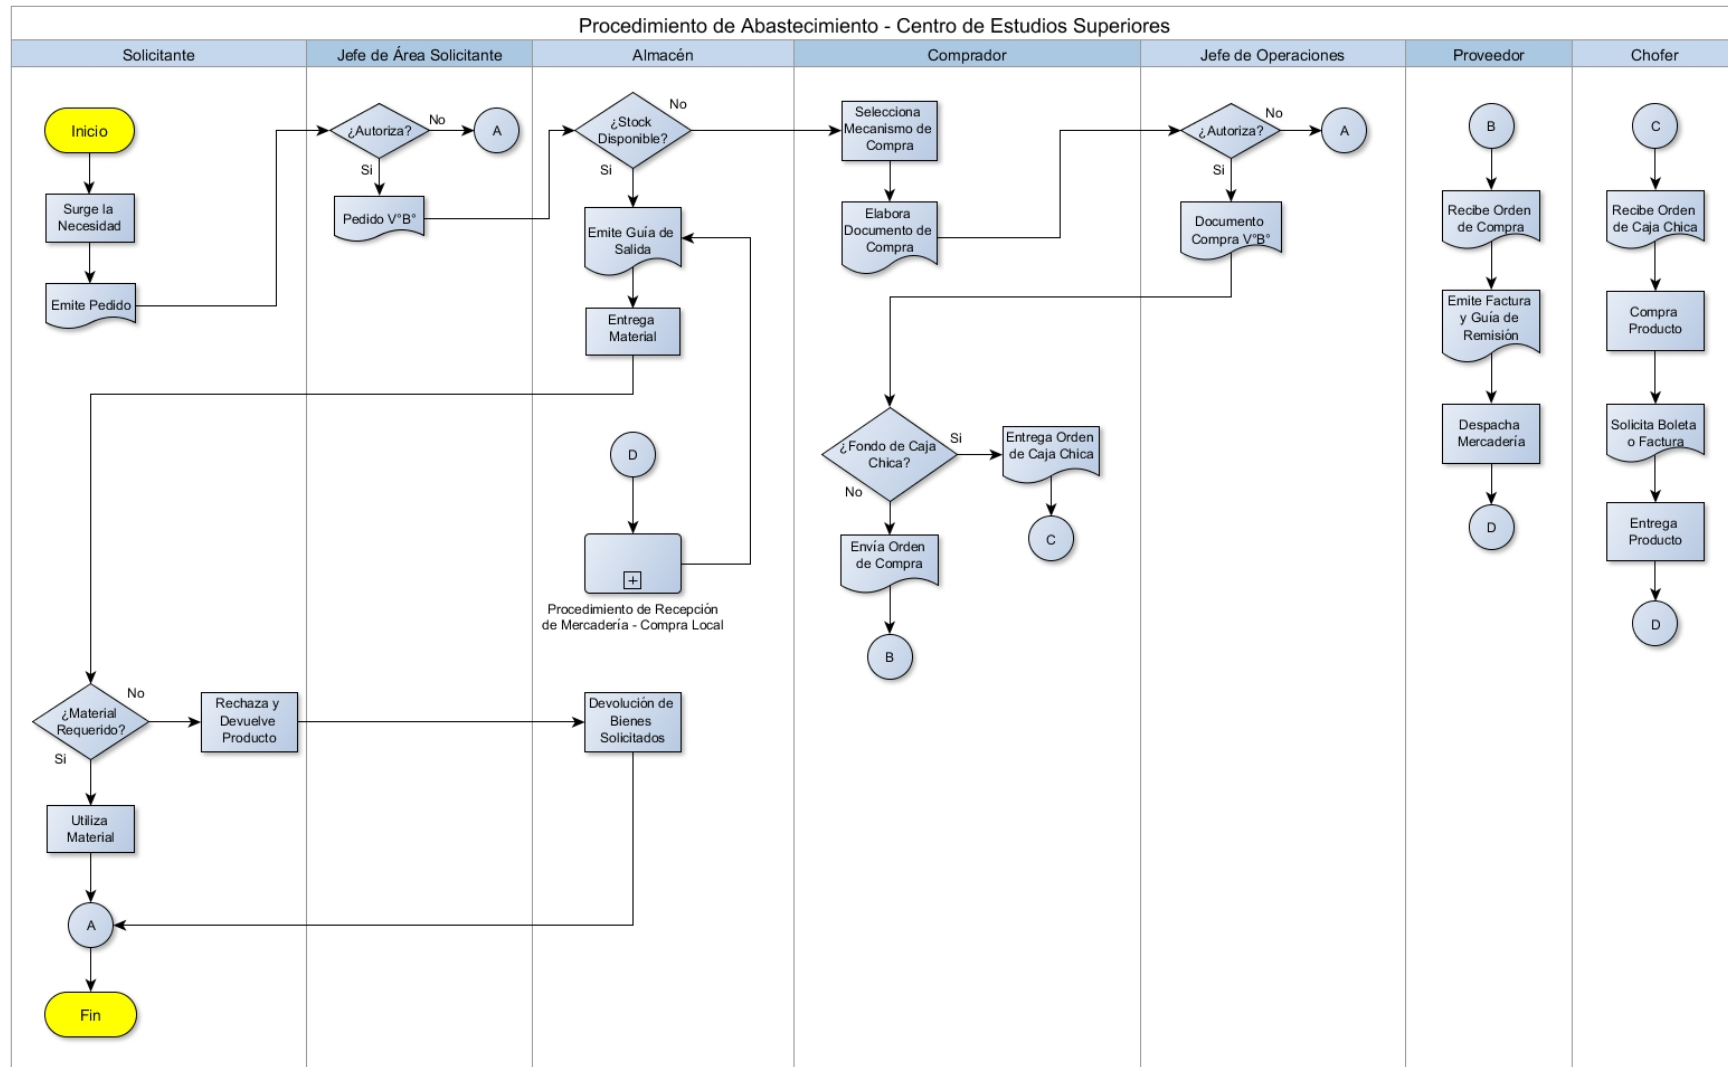 Procedimiento de Abastecimiento - Centro de Estudios Superiores
Solicitante
Jefe de Área Solicitante
Almacén
Comprador
Jefe de Operaciones
Proveedor
Chofer
Inicio
Surge la
Necesidad
Emite Pedido
¿Autoriza?
No
A
Si
Pedido V°B°
¿Stock
Disponible?
No
Si
Emite Guía de
Salida
Entrega
Material
D
Procedimiento de Recepción
de Mercadería - Compra Local
Selecciona
Mecanismo de
Compra
Elabora
Documento de
Compra
¿Autoriza?
No
A
Si
Documento
Compra V°B°
¿Fondo de Caja
Chica?
Si
No
Entrega Orden
de Caja Chica
C
Envía Orden
de Compra
B
B
Recibe Orden
de Compra
Emite Factura
y Guía de
Remisión
Despacha
Mercadería
D
C
Recibe Orden
de Caja Chica
Compra
Producto
Solicita Boleta
o Factura
Entrega
Producto
D
¿Material
Requerido?
No
Si
Rechaza y
Devuelve
Producto
Devolución de
Bienes
Solicitados
Utiliza
Material
A
Fin